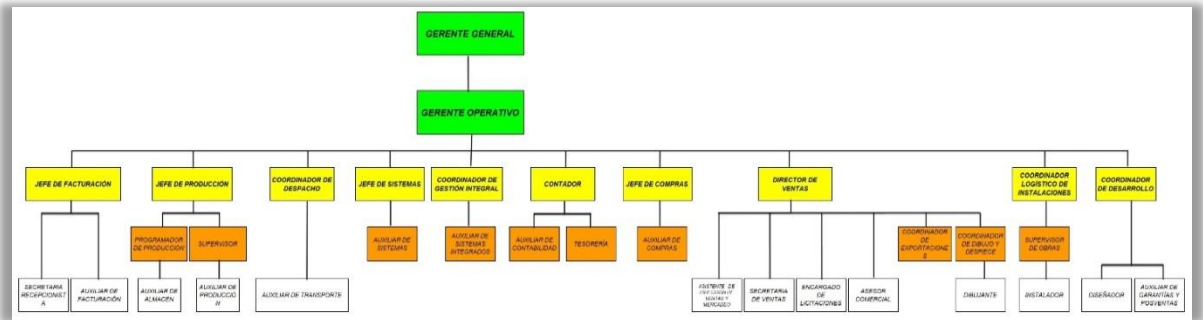 GERENTE GENERAL
GERENTE OPERATIVO
JEFE DE FACTURACIÓN
JEFE DE PRODUCCIÓN
COORDINADOR
DE
DESPACHO
JEFE DE SISTEMAS
COORDINADOR DE
GESTIÓN INTEGRAL
CONTADOR
JEFE DE COMPRAS
DIRECTOR DE
VENTAS
COORDINADOR
LOGÍSTICO DE
INSTALACIONES
COORDINADOR
DE DESARROLLO
PROGRAMADOR
DE PRODUCCIÓN
SUPERVISOR
AUXILIAR DE
SISTEMAS
AUXILIAR DE
SISTEMAS
INTEGRADOS
AUXILIAR DE
CONTABILIDAD
TESORERÍA
AUXILIAR DE
COMPRAS
COORDINADOR
DE
EXPORTACIONE
S
COORDINADOR
DE DIBUJO Y
DESPIECE
SUPERVISOR
DE OBRAS
SECRETARIA
RECEPCIONIST
A
AUXILIAR DE
FACTURACIÓN
AUXILIAR DE
ALMACEN
AUXILIAR DE
PRODUCCIÓ
N
AUXILIAR DE TRANSPORTE
DE
VENTAS Y
MERCADEO
SECRETARIA
DE VENTAS
ENCARGADO
DE
LICITACIONES
ASESOR
COMERCIAL
DIBUJANTE
INSTALADOR
DISEÑADOR
AUXILIAR DE
GARANTÍAS Y
POSVENTAS